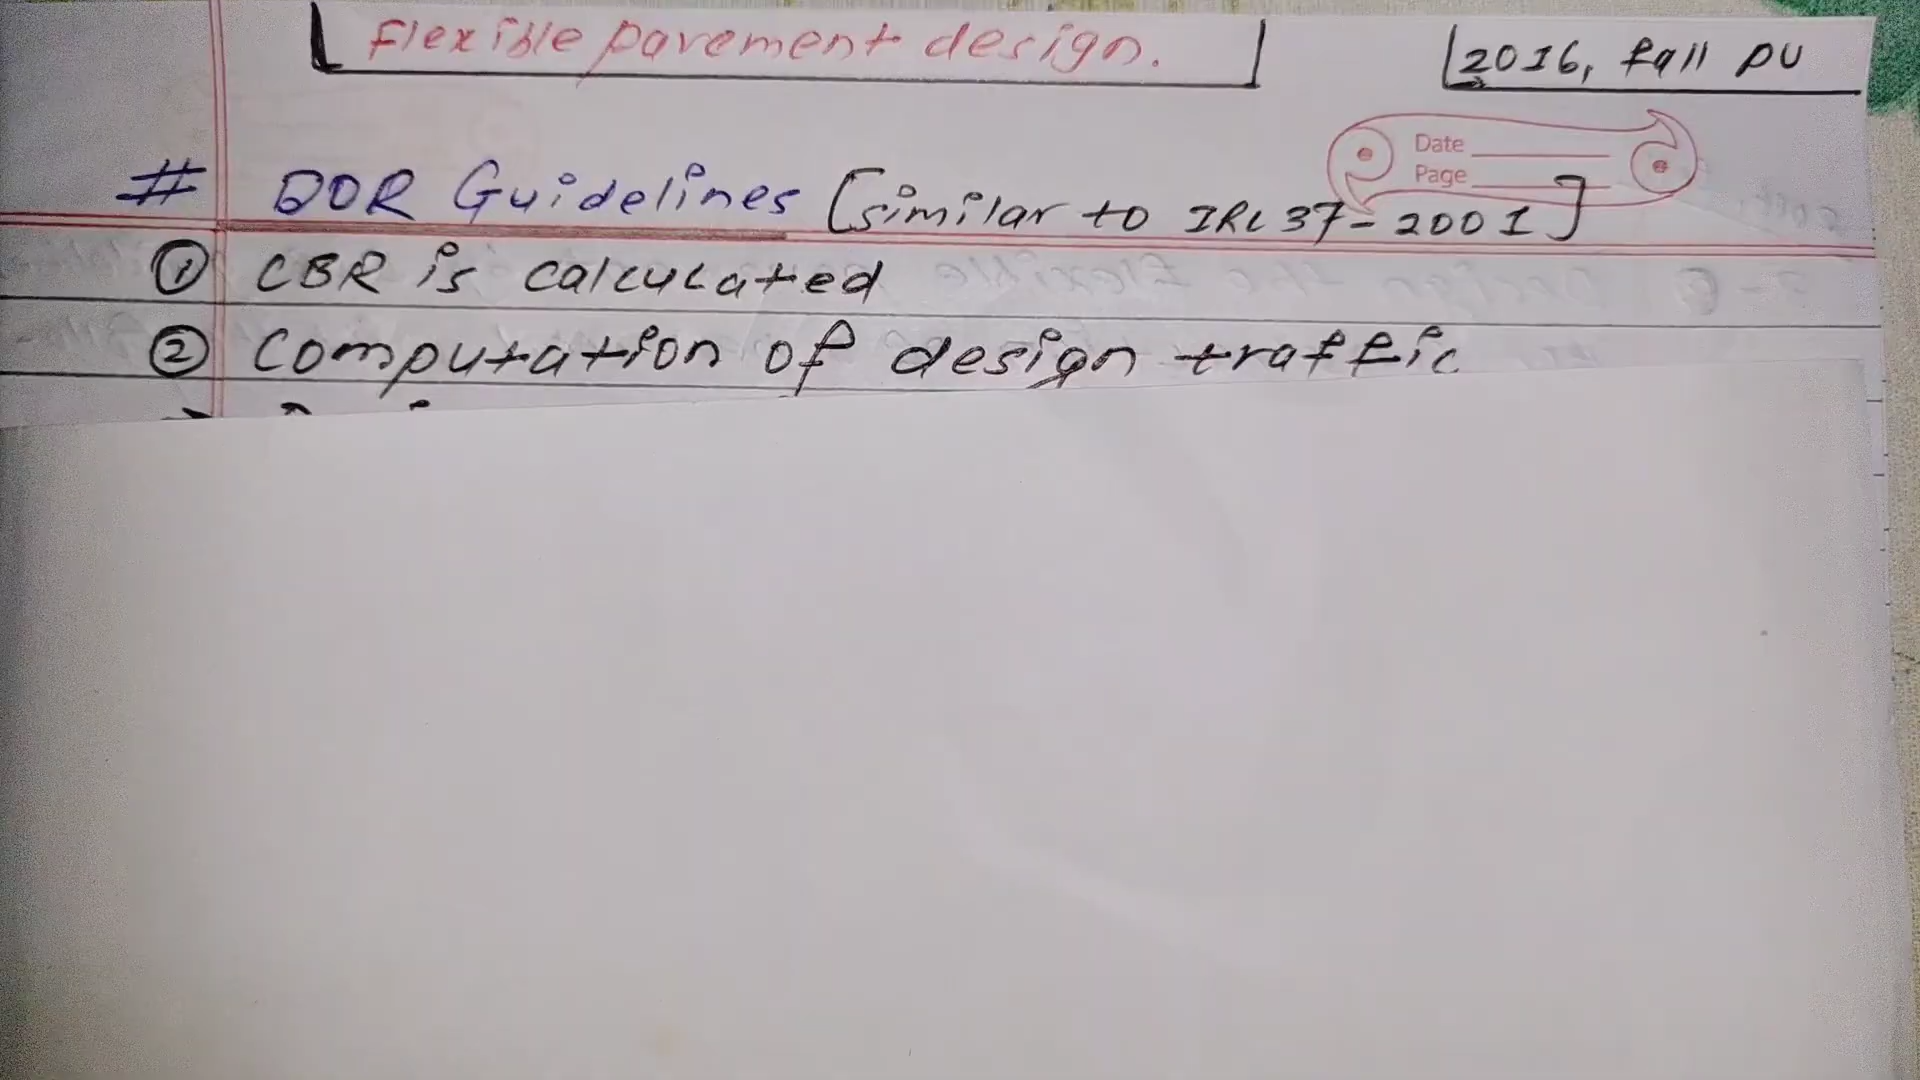 Flexible pavement design.
2016, fall PU
Date
Page
# DOR Guidelines [similar to IRC 37-2001]
① CBR is calculated
② Computation of design traffic